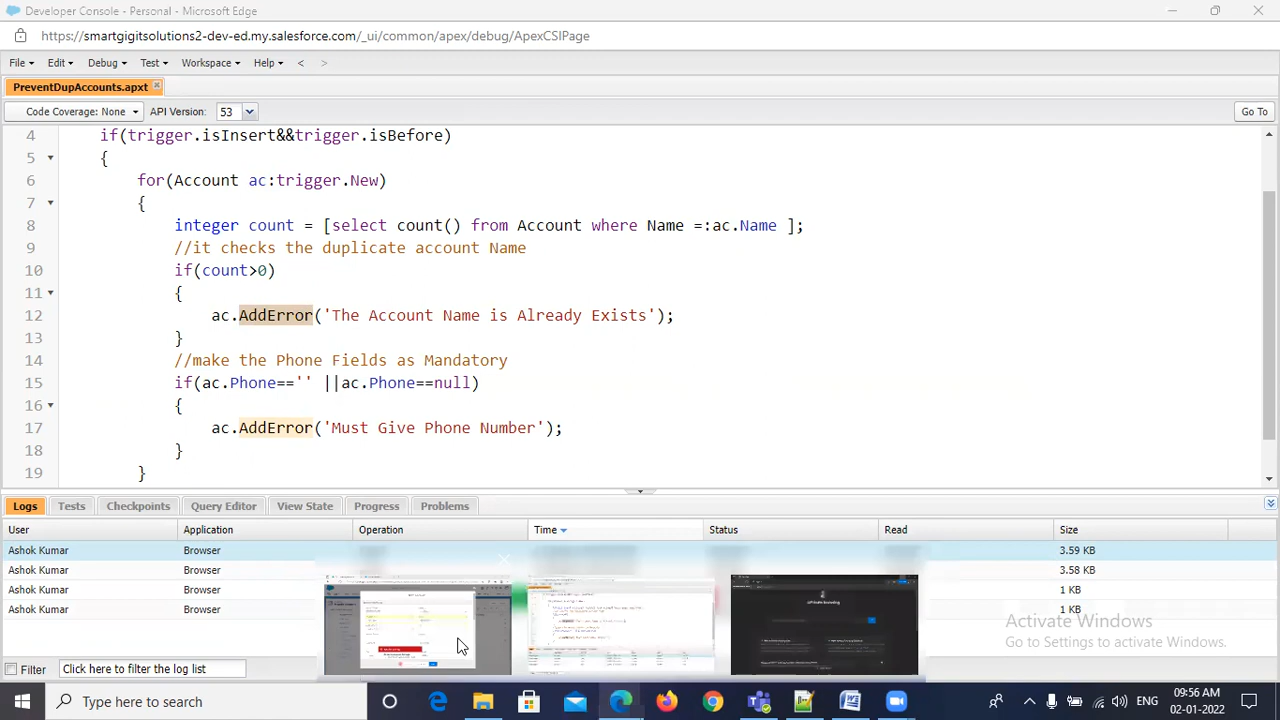 Developer Console - Personal - Microsoft Edge
https://smartgigitsolutions2-dev-ed.my.salesforce.com/_ui/common/apex/debug/ApexCSIPage
File Edit Debug Test Workspace Help < >
PreventDupAccounts.apxt
Code Coverage: None API Version: 53 Go To
4 if(trigger.isInsert&&trigger.isBefore)
5 {
6 for(Account ac:trigger.New)
7 {
8 integer count = [select count() from Account where Name =:ac.Name ];
9 //it checks the duplicate account Name
10 if(count>0)
11 {
12 ac.AddError('The Account Name is Already Exists');
13 }
14 //make the Phone Fields as Mandatory
15 if(ac.Phone=='' ||ac.Phone==null)
16 {
17 ac.AddError('Must Give Phone Number');
18 }
19 }
Logs Tests Checkpoints Query Editor View State Progress Problems
User Application Operation Time Status Read Size
Ashok Kumar Browser 3.59 KB
Ashok Kumar Browser 3.58 KB
Ashok Kumar Browser 1 KB
Ashok Kumar Browser 1 KB
Activate Windows
Go to Settings to activate Windows.
Filter Click here to filter the log list
Type here to search
ENG
09:56 AM
02-01-2022